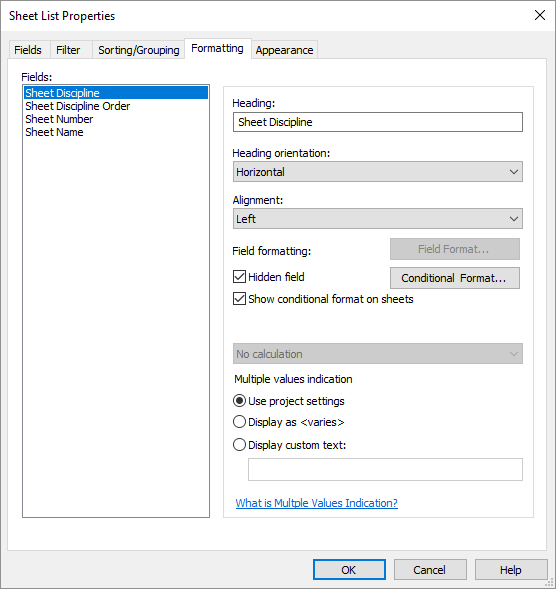 Sheet List Properties
Fields
Filter
Sorting/Grouping
Formatting
Appearance
Fields:
Sheet Discipline
Sheet Discipline Order
Sheet Number
Sheet Name
Heading:
Sheet Discipline
Heading orientation:
Horizontal
Alignment:
Left
Field formatting:
Field Format...
Hidden field
Conditional Format...
Show conditional format on sheets
No calculation
Multiple values indication
Use project settings
Display as <varies>
Display custom text:
What is Multple Values Indication?
OK
Cancel
Help